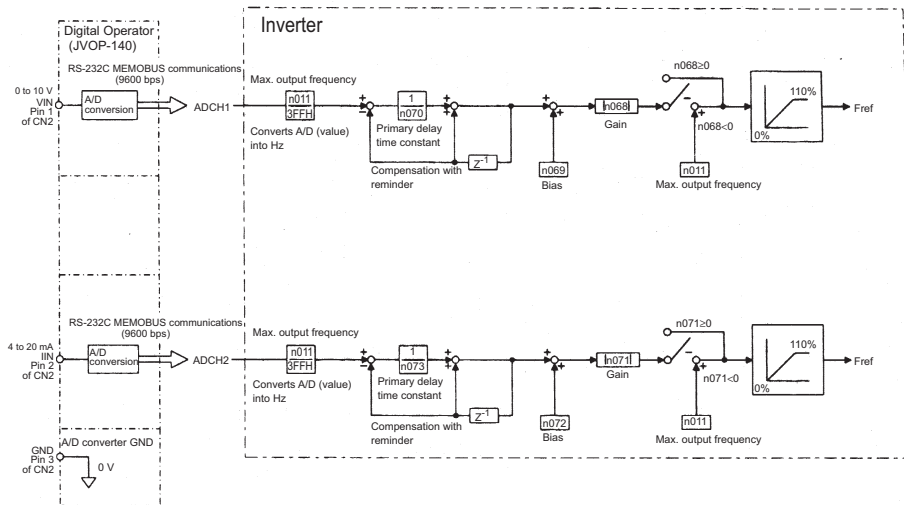 Digital Operator
(JVOP-140)
Inverter
RS-232C MEMOBUS communications
(9600 bps)
0 to 10 V
VIN
Pin 1
of CN2
A/D
conversion
ADCH1
Max. output frequency
n011
3FFH
Converts A/D (value)
into Hz
+
−
1
n070
Primary delay
time constant
+
+
Z-1
Compensation with
reminder
+
+
n069
Bias
|n068|
Gain
n068≥0
−
+
n068<0
n011
Max. output frequency
110%
0%
Fref
RS-232C MEMOBUS communications
(9600 bps)
4 to 20 mA
IIN
Pin 2
of CN2
A/D
conversion
ADCH2
Max. output frequency
n011
3FFH
Converts A/D (value)
into Hz
+
−
1
n073
Primary delay
time constant
+
+
Z-1
Compensation with
reminder
+
+
n072
Bias
|n071|
Gain
n071≥0
−
+
n071<0
n011
Max. output frequency
110%
0%
Fref
A/D converter GND
GND
Pin 3
of CN2
0 V